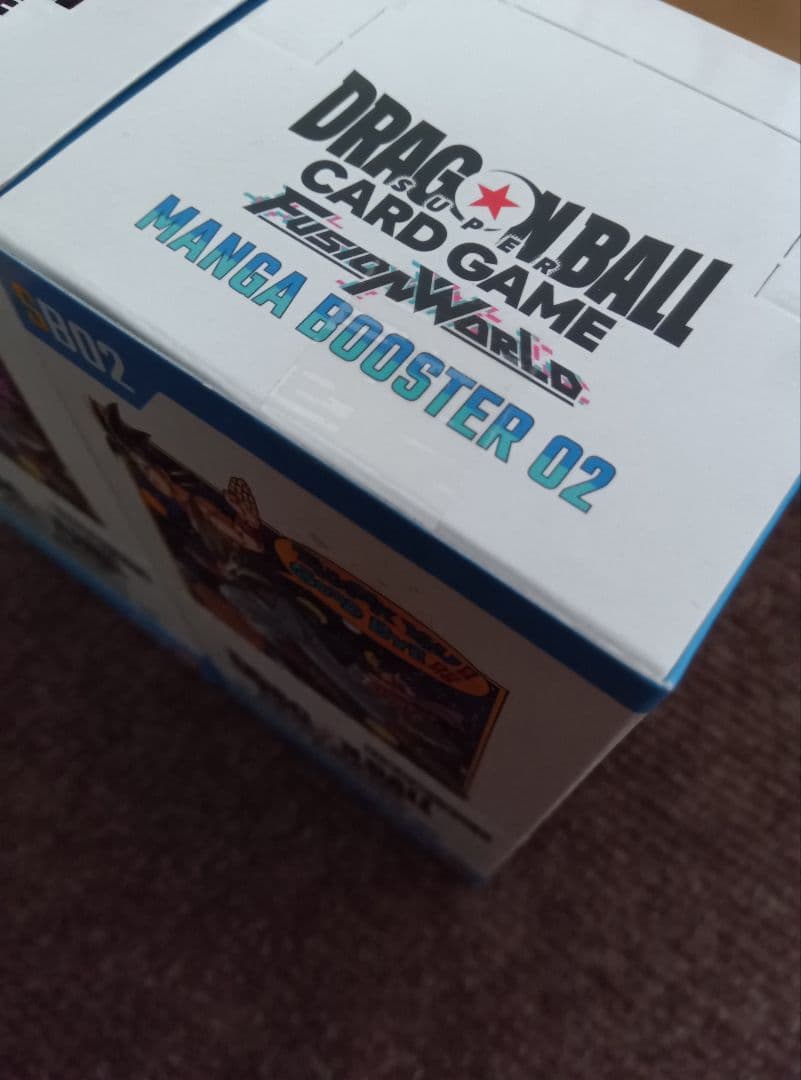 DRAGON BALL
SUPER
CARD GAME
FUSION WORLD
MANGA BOOSTER 02
SB02